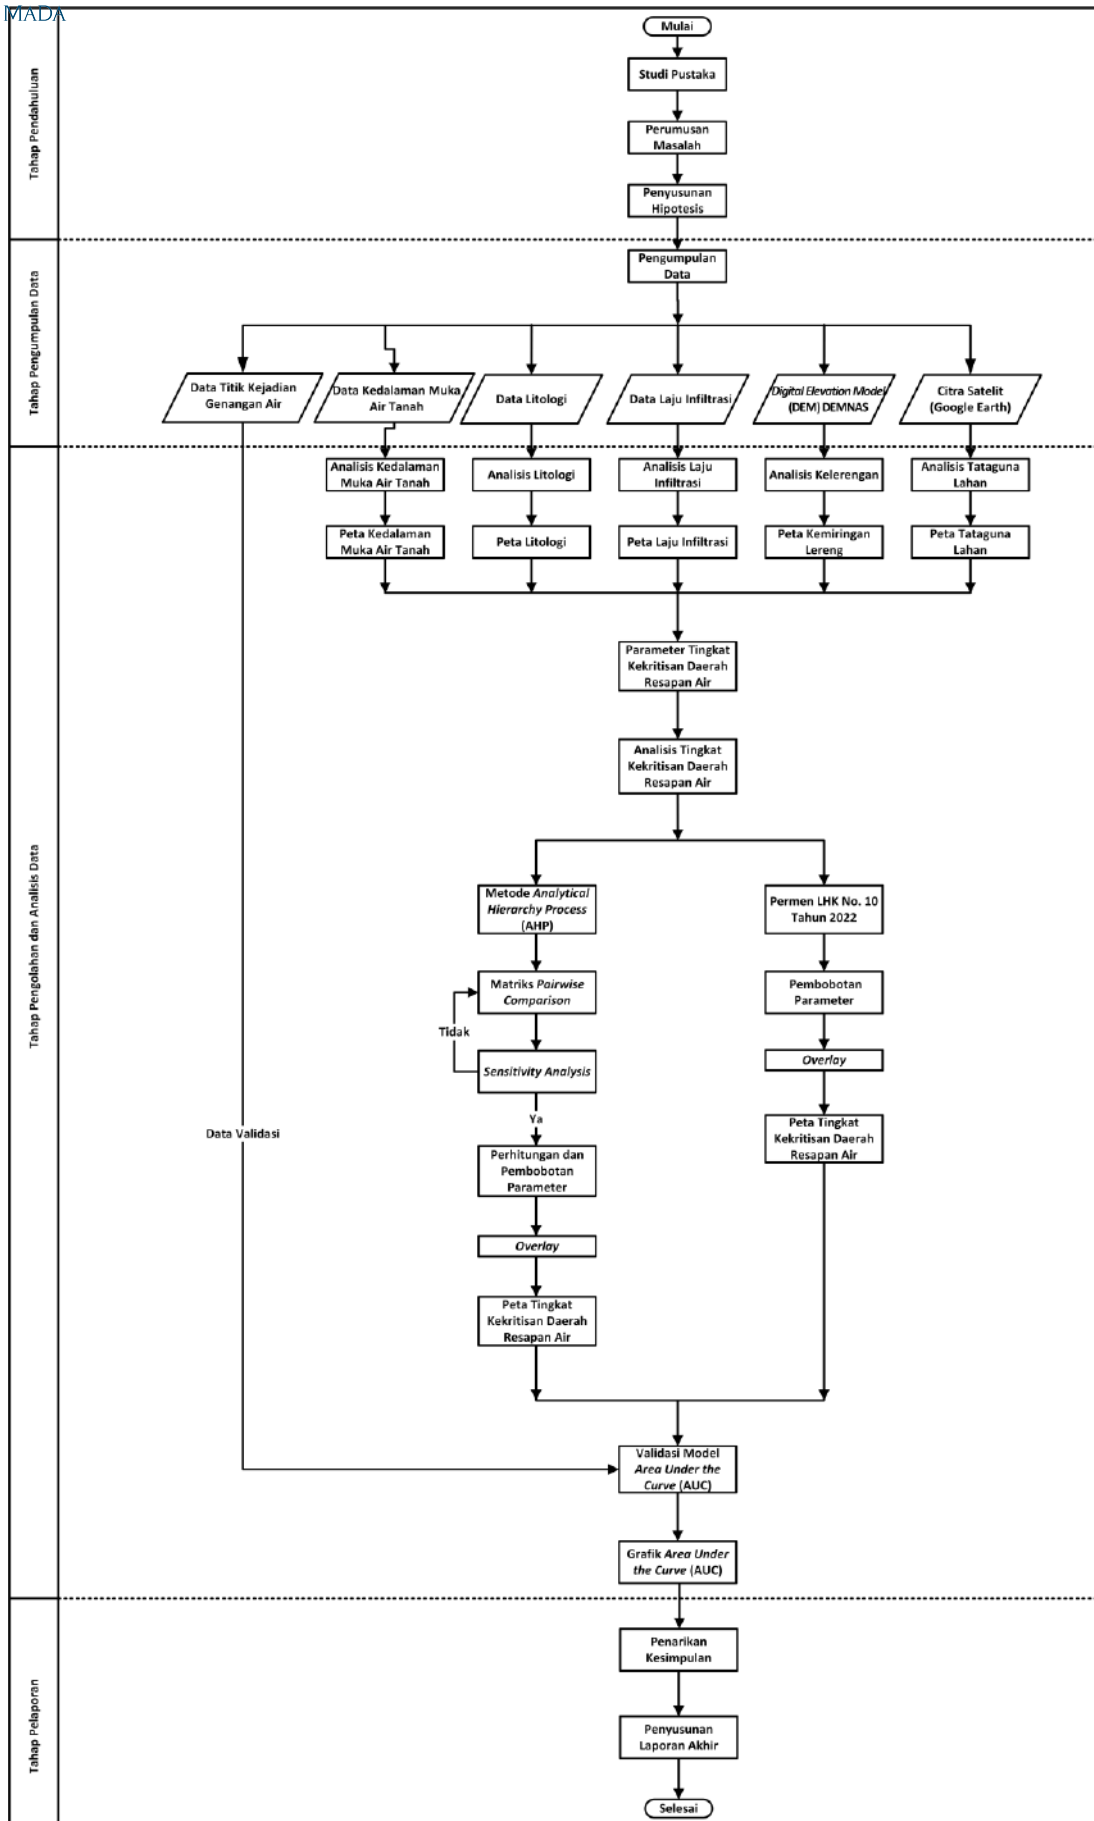 MADA
Tahap Pendahuluan
Mulai
Studi Pustaka
Perumusan
Masalah
Penyusunan
Hipotesis
Tahap Pengumpulan Data
Pengumpulan
Data
Data Titik Kejadian
Genangan Air
Data Kedalaman Muka
Air Tanah
Data Litologi
Data Laju Infiltrasi
Digital Elevation Model
(DEM) DEMNAS
Citra Satelit
(Google Earth)
Tahap Pengolahan dan Analisis Data
Analisis Kedalaman
Muka Air Tanah
Analisis Litologi
Analisis Laju
Infiltrasi
Analisis Kelerengan
Analisis Tataguna
Lahan
Peta Kedalaman
Muka Air Tanah
Peta Litologi
Peta Laju Infiltrasi
Peta Kemiringan
Lereng
Peta Tataguna
Lahan
Parameter Tingkat
Kekritisan Daerah
Resapan Air
Analisis Tingkat
Kekritisan Daerah
Resapan Air
Metode Analytical
Hierarchy Process
(AHP)
Permen LHK No. 10
Tahun 2022
Matriks Pairwise
Comparison
Pembobotan
Parameter
Tidak
Sensitivity Analysis
Overlay
Ya
Data Validasi
Peta Tingkat
Kekritisan Daerah
Resapan Air
Perhitungan dan
Pembobotan
Parameter
Overlay
Peta Tingkat
Kekritisan Daerah
Resapan Air
Validasi Model
Area Under the
Curve (AUC)
Grafik Area Under
the Curve (AUC)
Tahap Pelaporan
Penarikan
Kesimpulan
Penyusunan
Laporan Akhir
Selesai